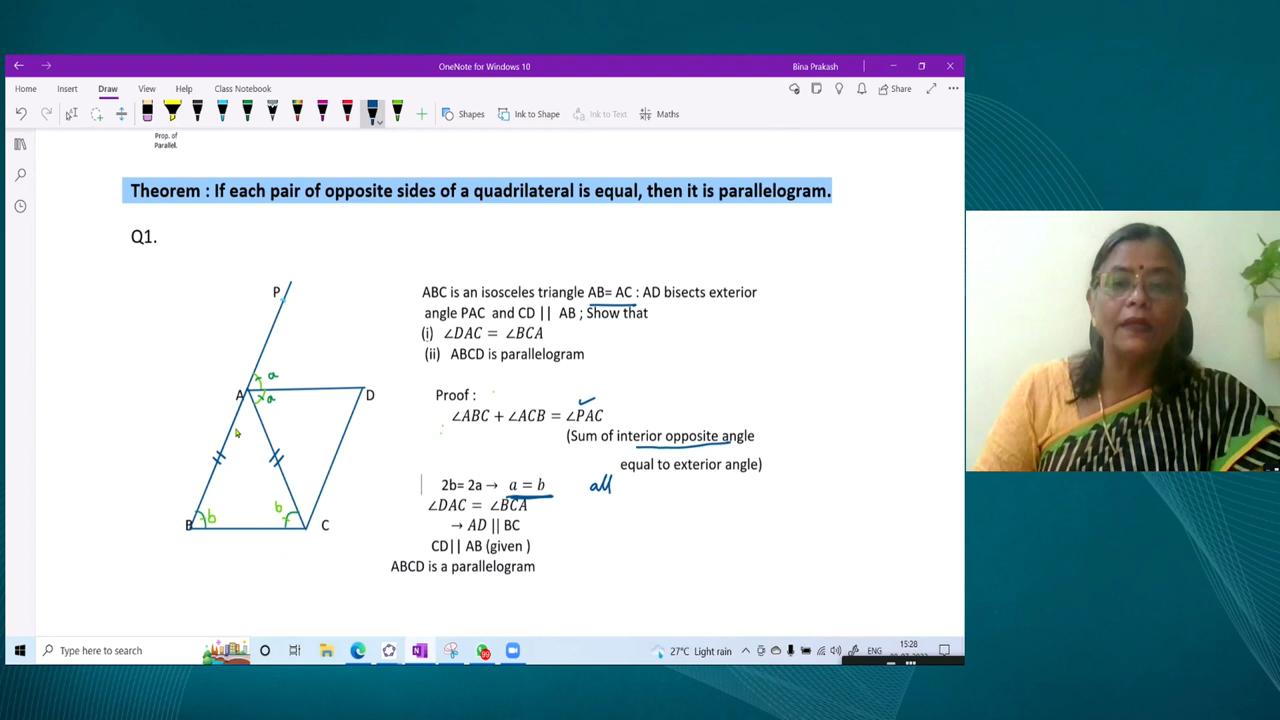 OneNote for Windows 10
Bina Prakash
Home Insert Draw View Help Class Notebook
Share
Shapes Ink to Shape Ink to Text Maths
Prop. of
Parallel.
Theorem : If each pair of opposite sides of a quadrilateral is equal, then it is parallelogram.
Q1.
P
ABC is an isosceles triangle AB= AC : AD bisects exterior
angle PAC and CD || AB ; Show that
(i) ∠DAC = ∠BCA
(ii) ABCD is parallelogram
a
A a D
Proof :
∠ABC + ∠ACB = ∠PAC
(Sum of interior opposite angle
equal to exterior angle)
2b= 2a → a = b all
∠DAC = ∠BCA
B b b C
→ AD || BC
CD|| AB (given )
ABCD is a parallelogram
Type here to search
99
27°C Light rain
ENG
15:28